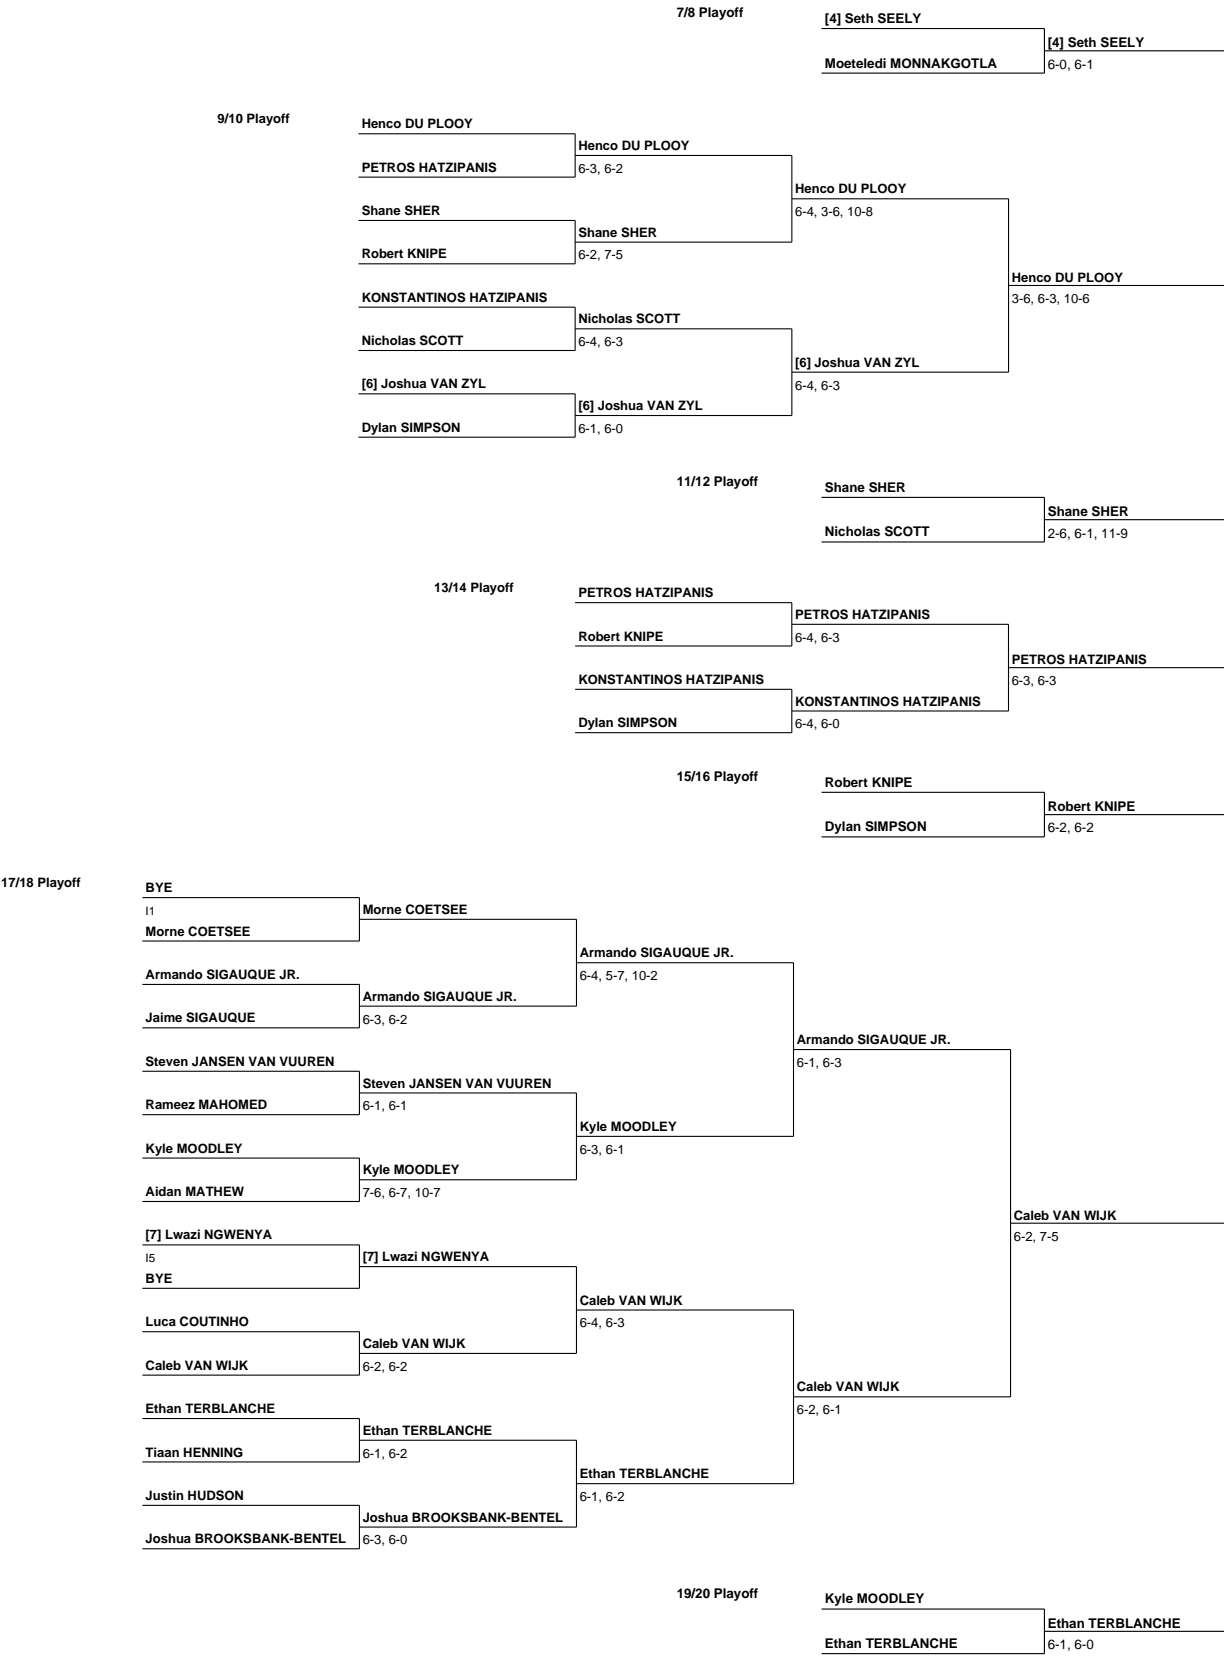 7/8 Playoff
[4] Seth SEELY
[4] Seth SEELY
Moeteledi MONNAKGOTLA
6-0, 6-1
9/10 Playoff
Henco DU PLOOY
Henco DU PLOOY
PETROS HATZIPANIS
6-3, 6-2
Henco DU PLOOY
Shane SHER
6-4, 3-6, 10-8
Shane SHER
Robert KNIPE
6-2, 7-5
Henco DU PLOOY
KONSTANTINOS HATZIPANIS
3-6, 6-3, 10-6
Nicholas SCOTT
Nicholas SCOTT
6-4, 6-3
[6] Joshua VAN ZYL
[6] Joshua VAN ZYL
6-4, 6-3
[6] Joshua VAN ZYL
Dylan SIMPSON
6-1, 6-0
11/12 Playoff
Shane SHER
Shane SHER
Nicholas SCOTT
2-6, 6-1, 11-9
13/14 Playoff
PETROS HATZIPANIS
PETROS HATZIPANIS
Robert KNIPE
6-4, 6-3
PETROS HATZIPANIS
KONSTANTINOS HATZIPANIS
6-3, 6-3
KONSTANTINOS HATZIPANIS
Dylan SIMPSON
6-4, 6-0
15/16 Playoff
Robert KNIPE
Robert KNIPE
Dylan SIMPSON
6-2, 6-2
17/18 Playoff
BYE
I1
Morne COETSEE
Morne COETSEE
Armando SIGAUQUE JR.
Armando SIGAUQUE JR.
6-4, 5-7, 10-2
Armando SIGAUQUE JR.
Jaime SIGAUQUE
6-3, 6-2
Armando SIGAUQUE JR.
Steven JANSEN VAN VUUREN
6-1, 6-3
Steven JANSEN VAN VUUREN
Rameez MAHOMED
6-1, 6-1
Kyle MOODLEY
Kyle MOODLEY
6-3, 6-1
Kyle MOODLEY
Aidan MATHEW
7-6, 6-7, 10-7
Caleb VAN WIJK
[7] Lwazi NGWENYA
6-2, 7-5
I5
[7] Lwazi NGWENYA
BYE
Caleb VAN WIJK
Luca COUTINHO
6-4, 6-3
Caleb VAN WIJK
Caleb VAN WIJK
6-2, 6-2
Caleb VAN WIJK
Ethan TERBLANCHE
6-2, 6-1
Ethan TERBLANCHE
Tiaan HENNING
6-1, 6-2
Ethan TERBLANCHE
Justin HUDSON
6-1, 6-2
Joshua BROOKSBANK-BENTEL
Joshua BROOKSBANK-BENTEL
6-3, 6-0
19/20 Playoff
Kyle MOODLEY
Ethan TERBLANCHE
Ethan TERBLANCHE
6-1, 6-0